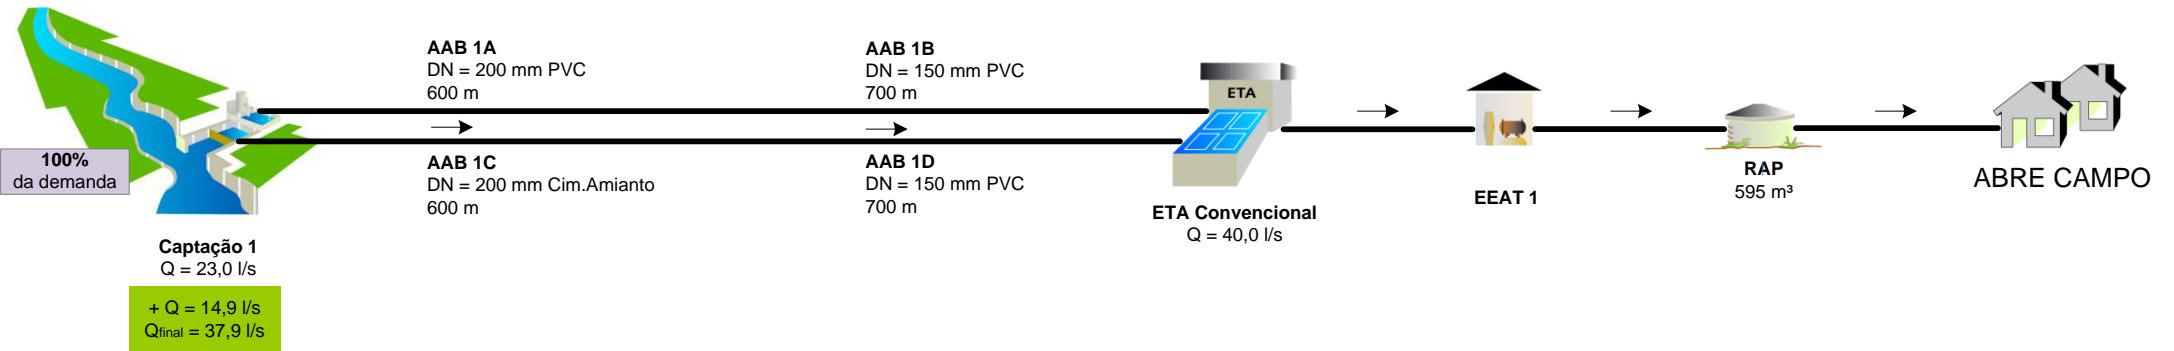 100%
da demanda
Captação 1
Q = 23,0 l/s
+ Q = 14,9 l/s
Qfinal = 37,9 l/s
AAB 1A
DN = 200 mm PVC
600 m
AAB 1C
DN = 200 mm Cim.Amianto
600 m
AAB 1B
DN = 150 mm PVC
700 m
AAB 1D
DN = 150 mm PVC
700 m
ETA
ETA Convencional
Q = 40,0 l/s
EEAT 1
RAP
595 m³
ABRE CAMPO